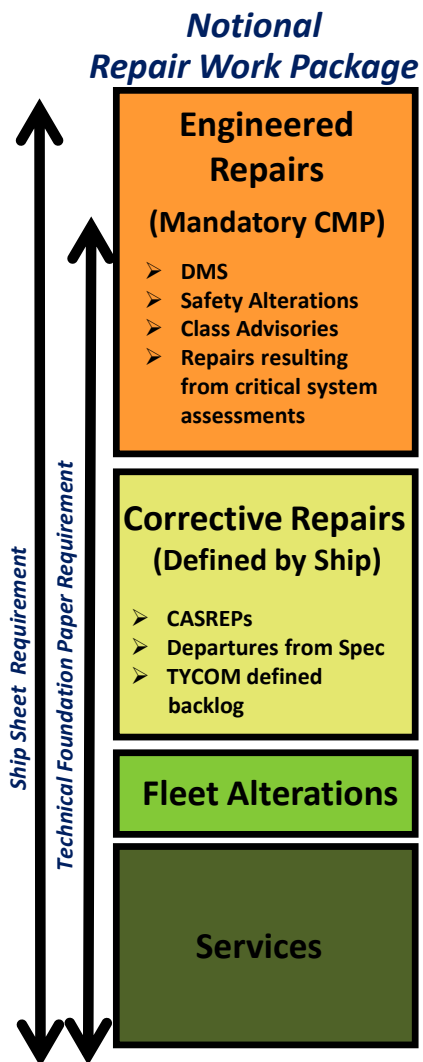 Notional
Repair Work Package
Engineered
Repairs
(Mandatory CMP)
➢ DMS
➢ Safety Alterations
➢ Class Advisories
➢ Repairs resulting
from critical system
assessments
Corrective Repairs
(Defined by Ship)
➢ CASREPs
➢ Departures from Spec
➢ TYCOM defined
backlog
Fleet Alterations
Services
Ship Sheet Requirement
Technical Foundation Paper Requirement